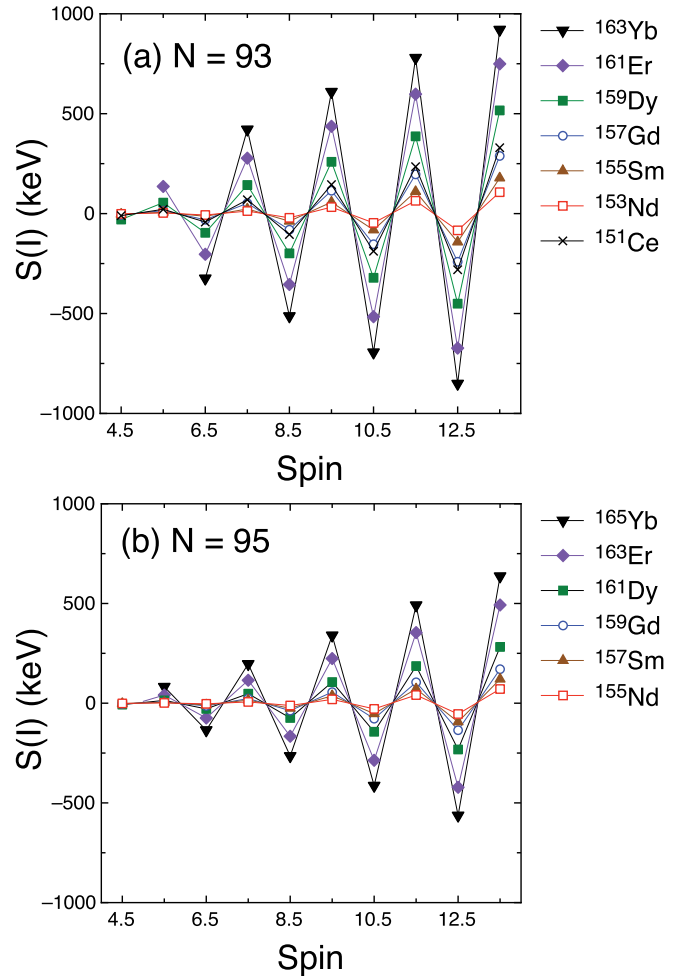 (a) N = 93
S(I) (keV)
1000
500
0
−500
−1000
4.5 6.5 8.5 10.5 12.5
Spin
¹⁶³Yb
¹⁶¹Er
¹⁵⁹Dy
¹⁵⁷Gd
¹⁵⁵Sm
¹⁵³Nd
¹⁵¹Ce
(b) N = 95
S(I) (keV)
1000
500
0
−500
−1000
4.5 6.5 8.5 10.5 12.5
Spin
¹⁶⁵Yb
¹⁶³Er
¹⁶¹Dy
¹⁵⁹Gd
¹⁵⁷Sm
¹⁵⁵Nd